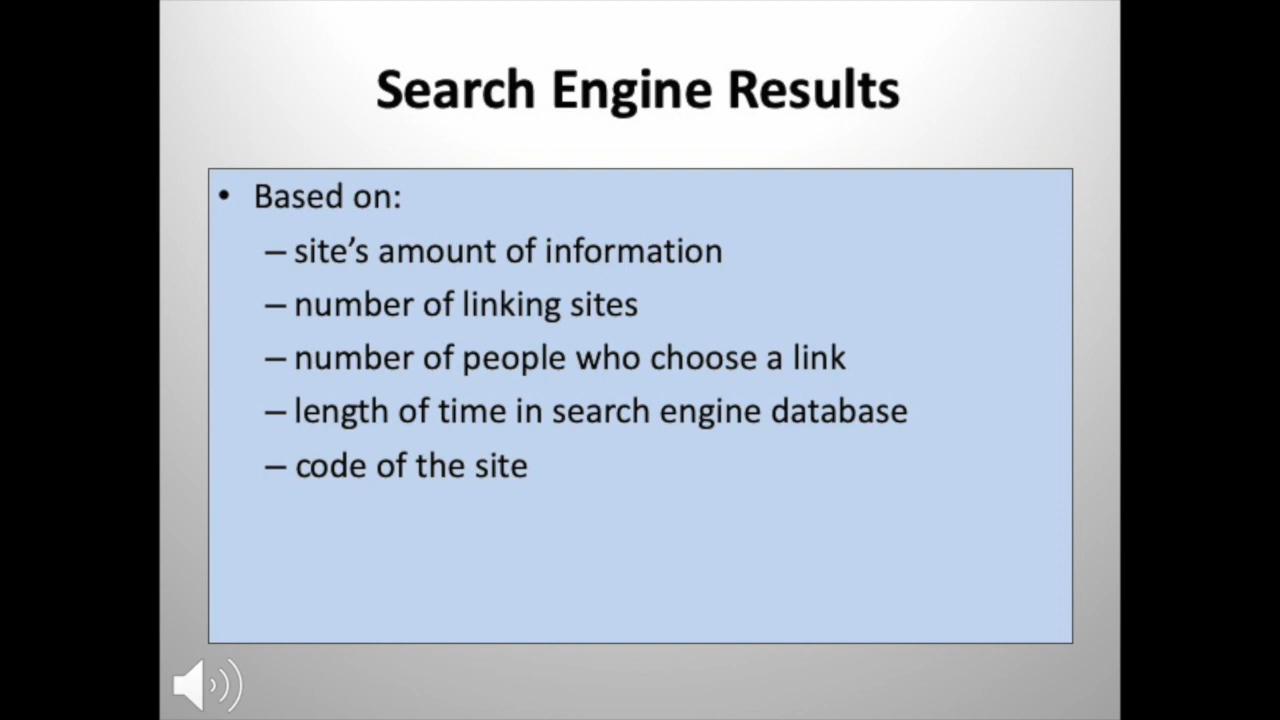 Search Engine Results
• Based on:
– site’s amount of information
– number of linking sites
– number of people who choose a link
– length of time in search engine database
– code of the site